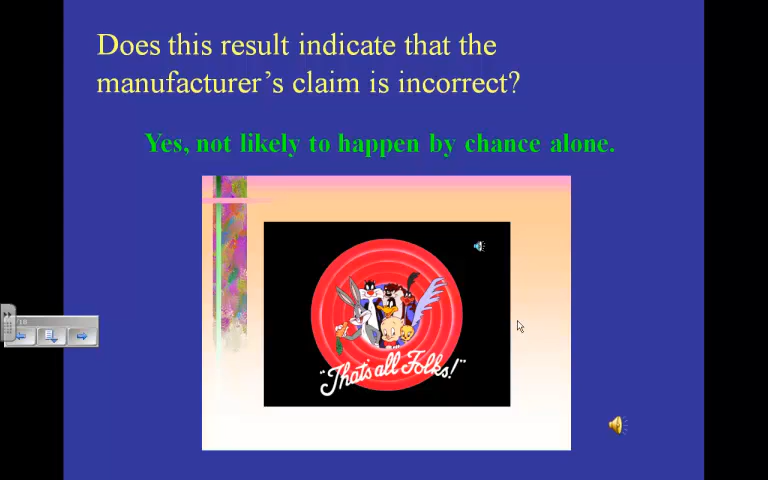 Does this result indicate that the
manufacturer’s claim is incorrect?
Yes, not likely to happen by chance alone.
"That's all Folks!"